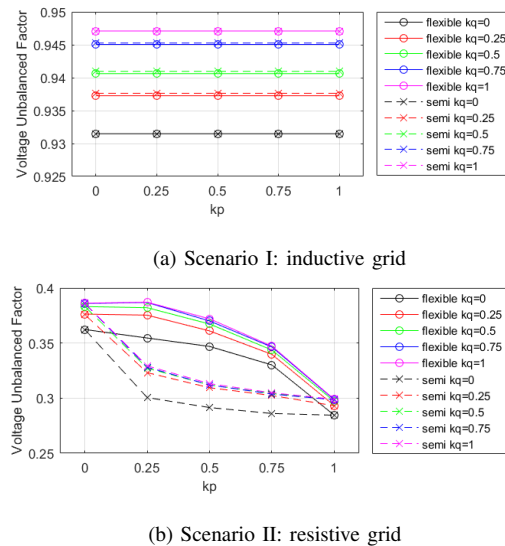 0.95
0.945
0.94
0.935
0.93
0.925
Voltage Unbalanced Factor
0 0.25 0.5 0.75 1
kp
flexible kq=0
flexible kq=0.25
flexible kq=0.5
flexible kq=0.75
flexible kq=1
semi kq=0
semi kq=0.25
semi kq=0.5
semi kq=0.75
semi kq=1
(a) Scenario I: inductive grid
0.4
0.35
0.3
0.25
Voltage Unbalanced Factor
0 0.25 0.5 0.75 1
kp
flexible kq=0
flexible kq=0.25
flexible kq=0.5
flexible kq=0.75
flexible kq=1
semi kq=0
semi kq=0.25
semi kq=0.5
semi kq=0.75
semi kq=1
(b) Scenario II: resistive grid